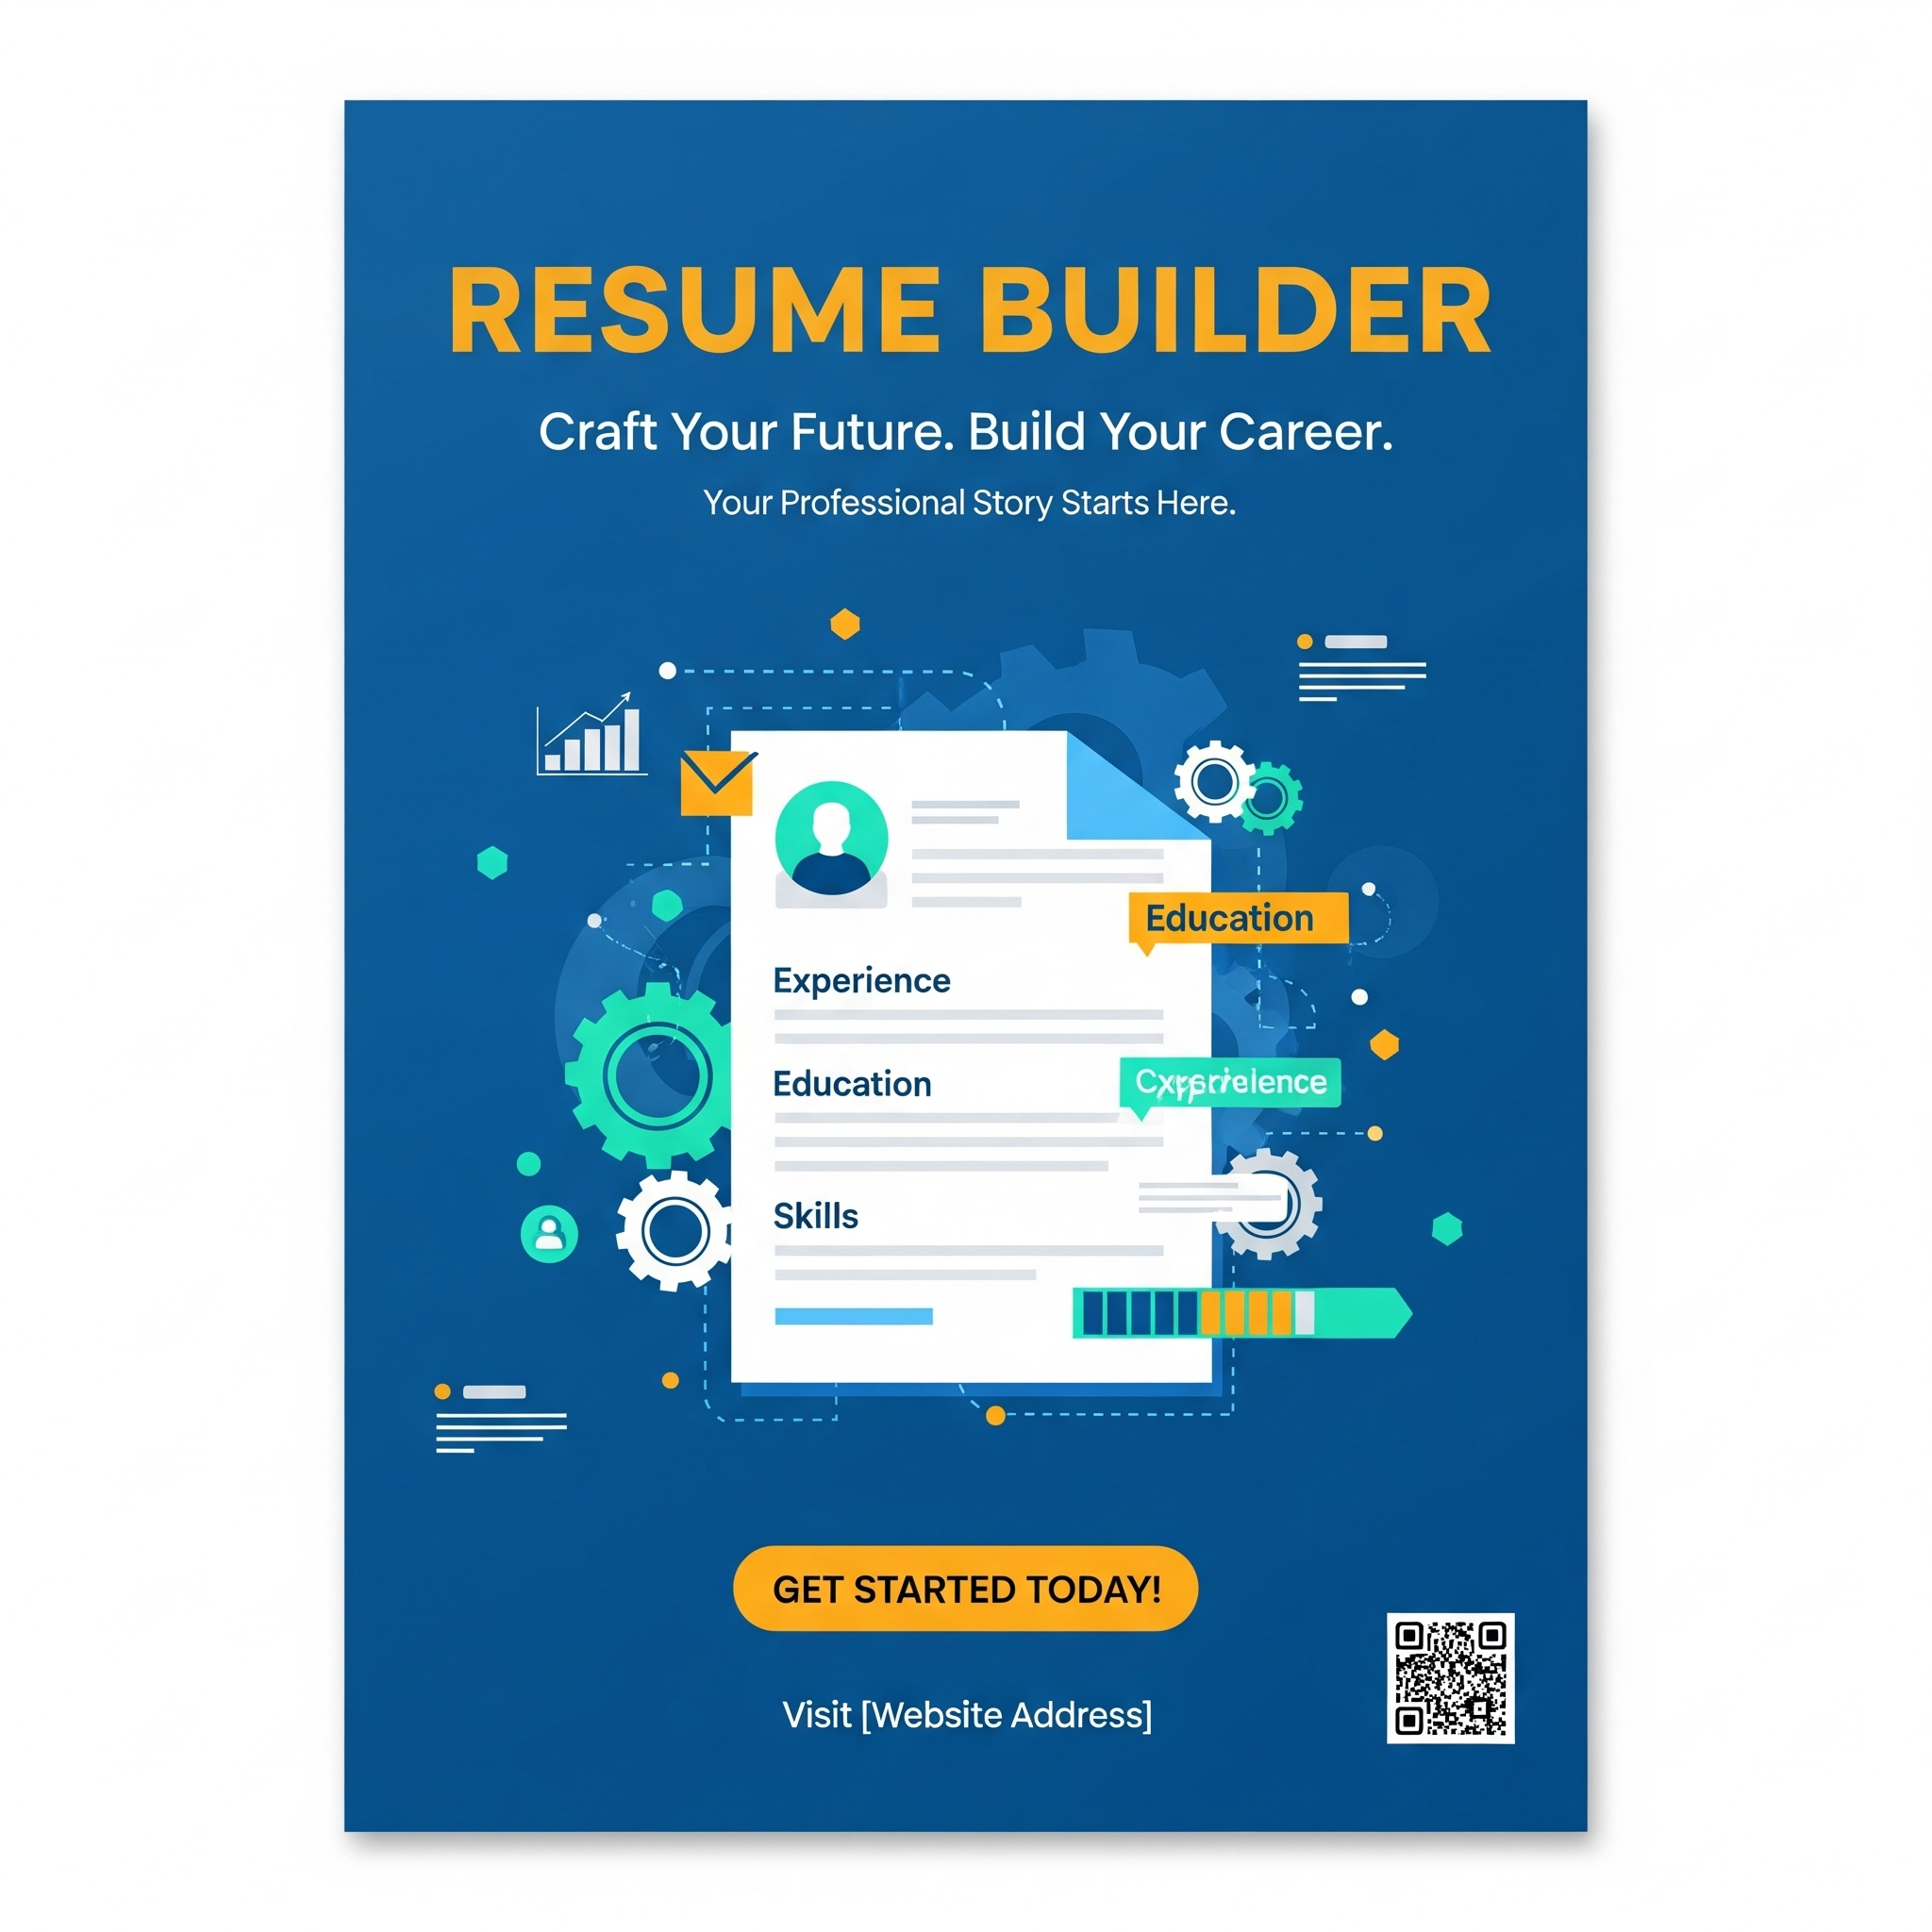 RESUME BUILDER
Craft Your Future. Build Your Career.
Your Professional Story Starts Here.
Education
Experience
Education
Skills
GET STARTED TODAY!
Visit [Website Address]